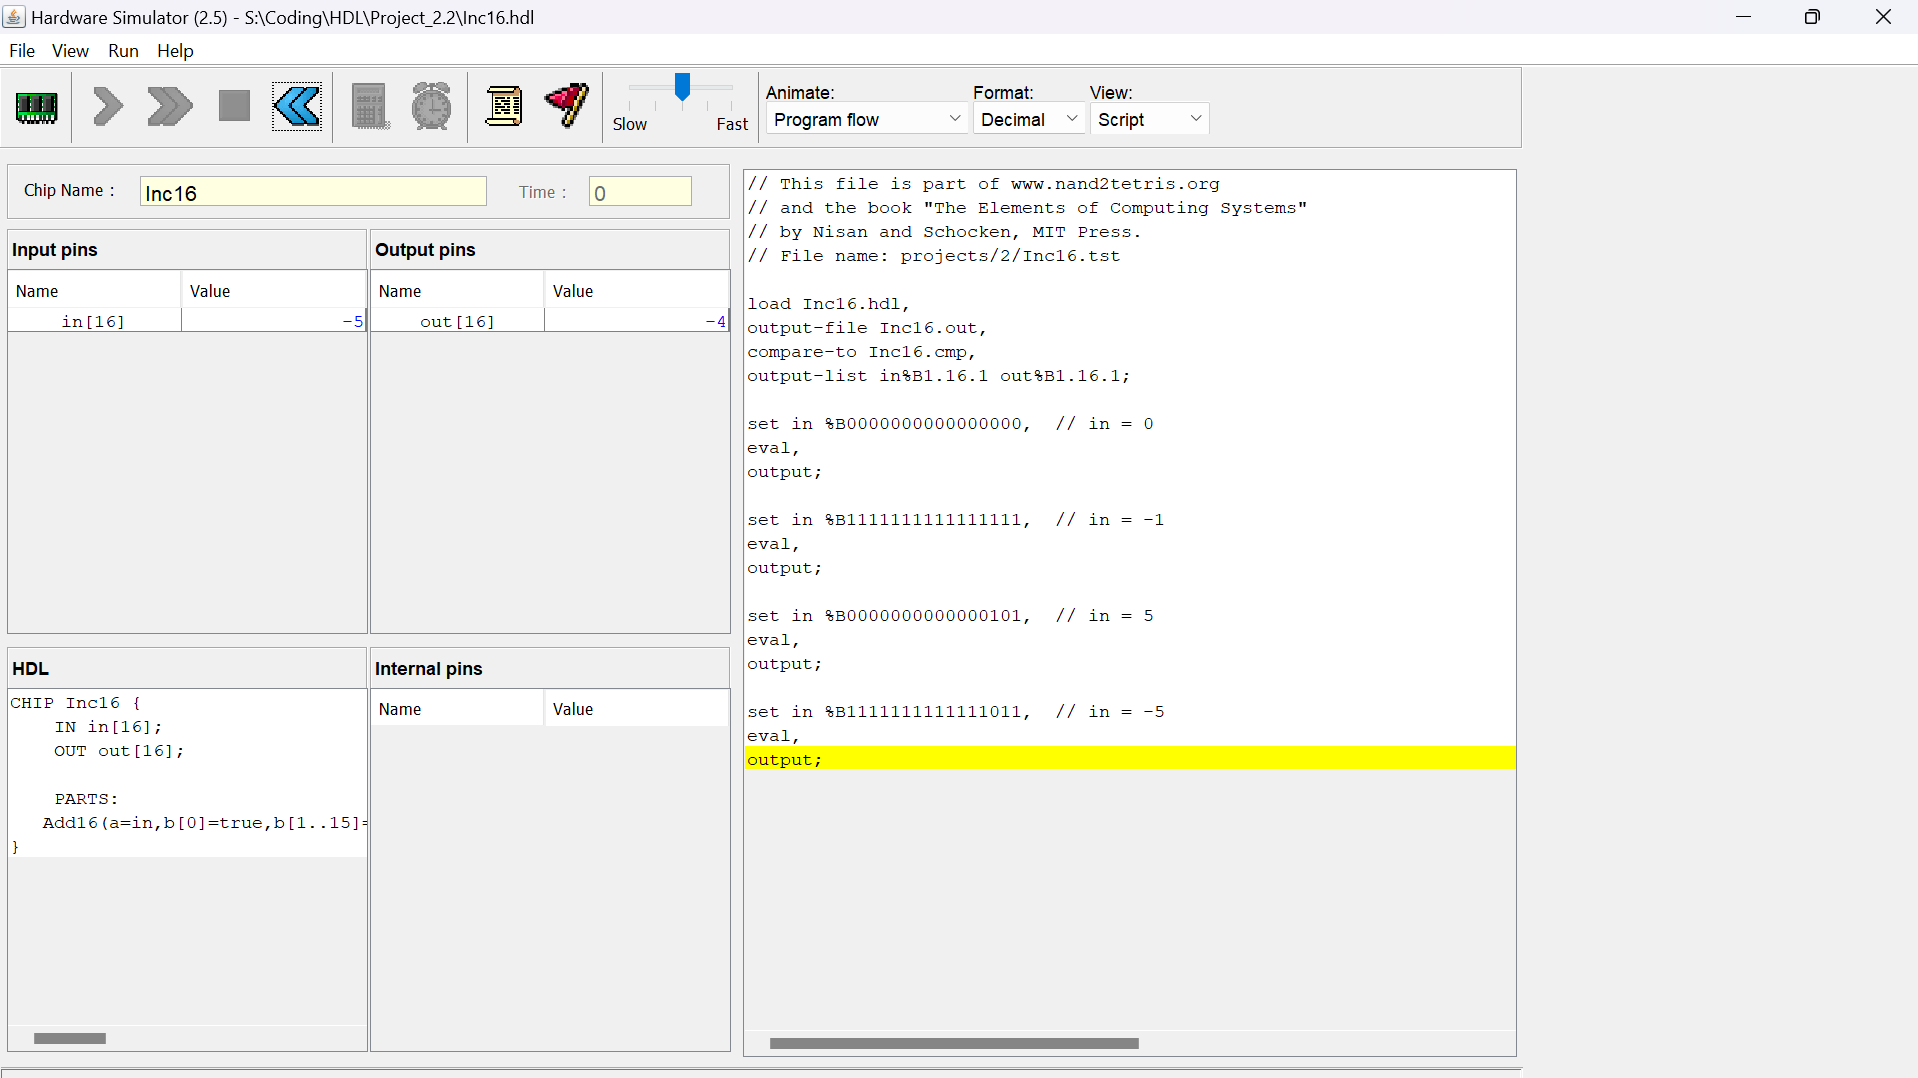 Hardware Simulator (2.5) - S:\Coding\HDL\Project_2.2\Inc16.hdl
File View Run Help
Slow Fast
Animate: Format: View:
Program flow Decimal Script
Chip Name : Inc16 Time : 0
Input pins
Name Value
in[16] -5
Output pins
Name Value
out[16] -4
HDL
CHIP Inc16 {
IN in[16];
OUT out[16];
PARTS:
Add16(a=in,b[0]=true,b[1..15]=
}
Internal pins
Name Value
// This file is part of www.nand2tetris.org
// and the book "The Elements of Computing Systems"
// by Nisan and Schocken, MIT Press.
// File name: projects/2/Inc16.tst
load Inc16.hdl,
output-file Inc16.out,
compare-to Inc16.cmp,
output-list in%B1.16.1 out%B1.16.1;
set in %B0000000000000000,  // in = 0
eval,
output;
set in %B1111111111111111,  // in = -1
eval,
output;
set in %B0000000000000101,  // in = 5
eval,
output;
set in %B1111111111111011,  // in = -5
eval,
output;